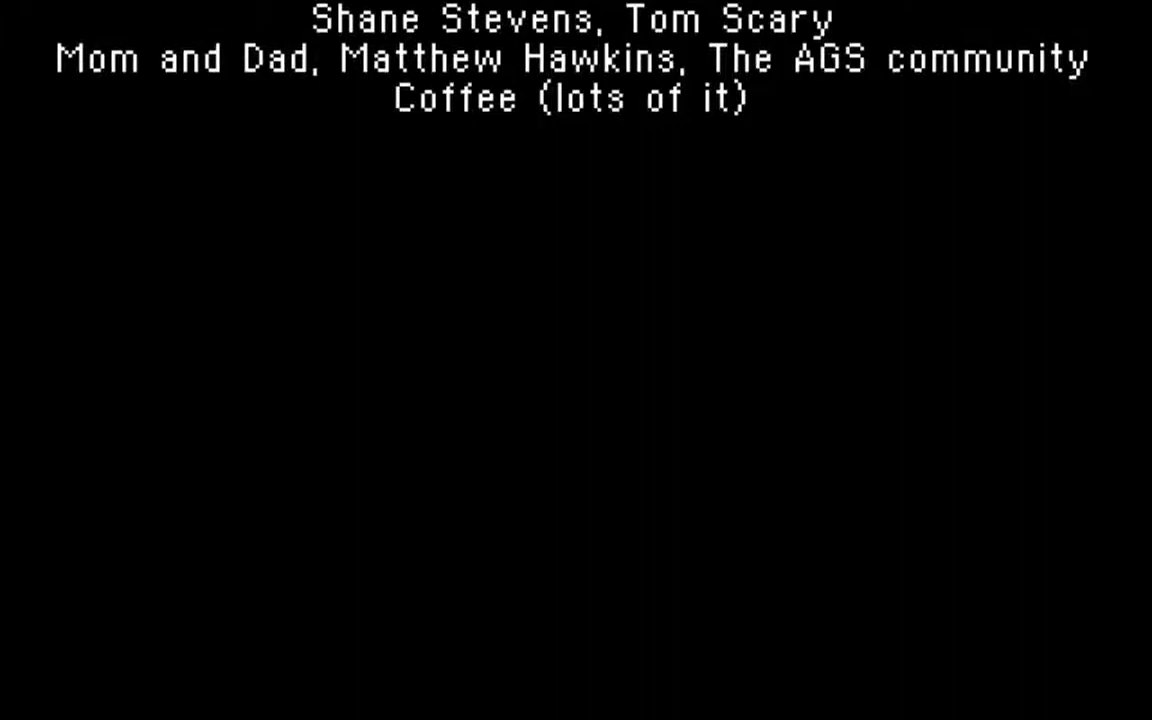 Shane Stevens, Tom Scary
Mom and Dad, Matthew Hawkins, The AGS community
Coffee (lots of it)